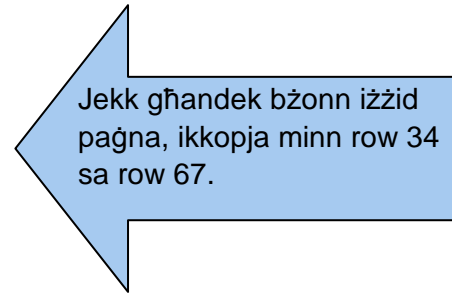 Jekk għandek bżonn iżżid
paġna, ikkopja minn row 34
sa row 67.